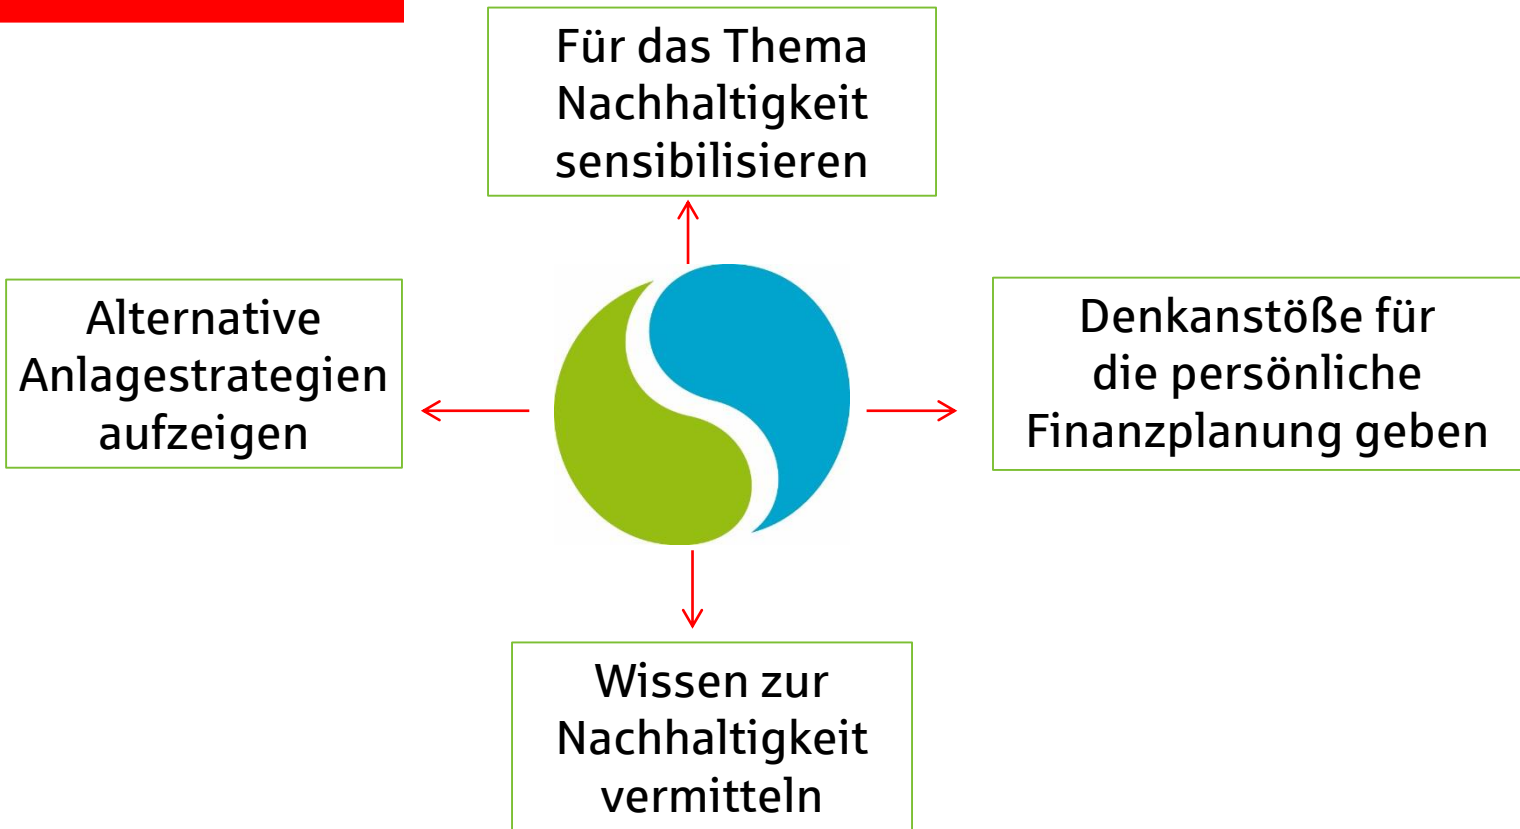 Für das Thema
Nachhaltigkeit
sensibilisieren
Alternative
Anlagestrategien
aufzeigen
Denkanstöße für
die persönliche
Finanzplanung geben
Wissen zur
Nachhaltigkeit
vermitteln